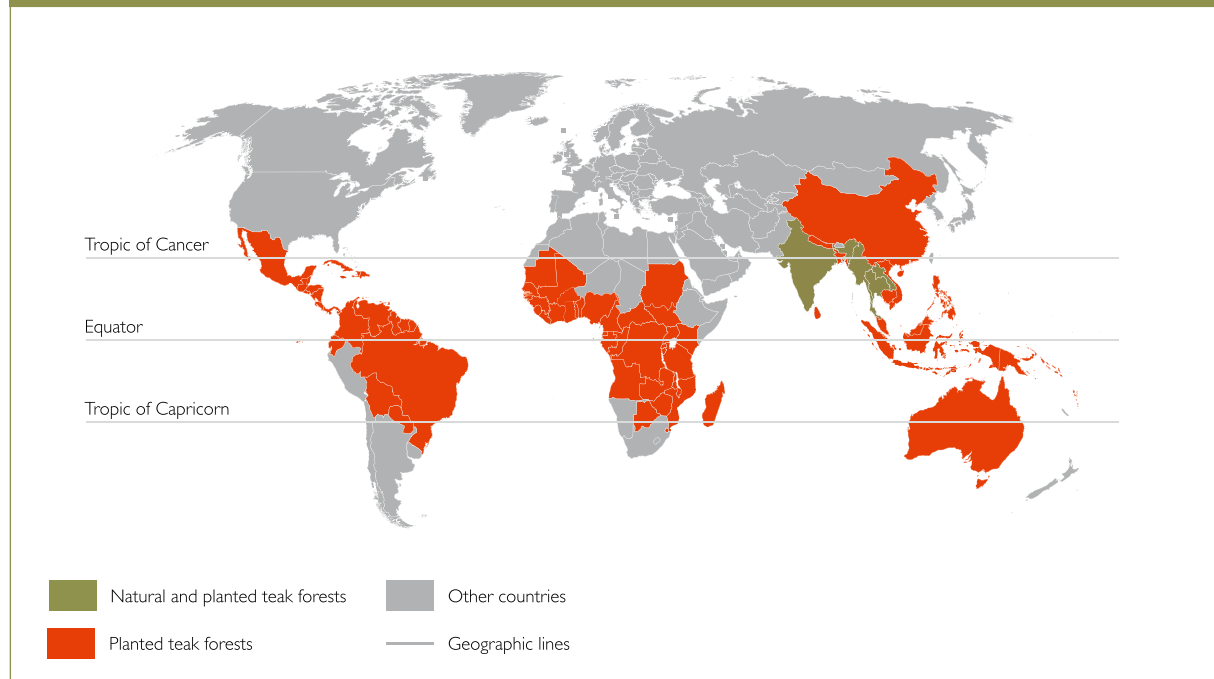 Tropic of Cancer
Equator
Tropic of Capricorn
Natural and planted teak forests
Other countries
Planted teak forests
Geographic lines